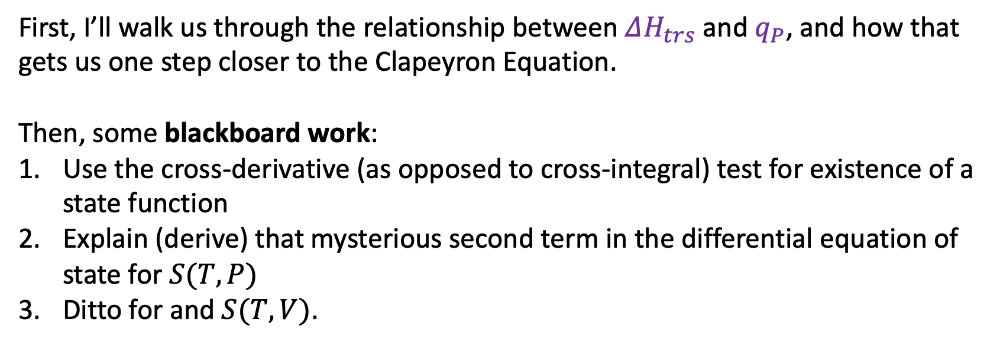 First, I’ll walk us through the relationship between ΔH_trs and q_P, and how that
gets us one step closer to the Clapeyron Equation.
Then, some blackboard work:
1. Use the cross-derivative (as opposed to cross-integral) test for existence of a
state function
2. Explain (derive) that mysterious second term in the differential equation of
state for S(T, P)
3. Ditto for and S(T, V).